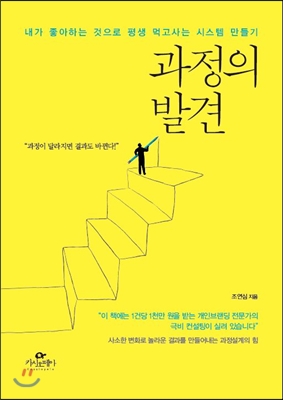 내가 좋아하는 것으로 평생 먹고사는 시스템 만들기
과정의
발견
"과정이 달라지면 결과도 바뀐다!"
조연심 지음
"이 책에는 1건당 1천만 원을 받는 개인브랜딩 전문가의
극비 컨설팅이 실려 있습니다"
사소한 변화로 놀라운 결과를 만들어내는 과정설계의 힘
카시오페아